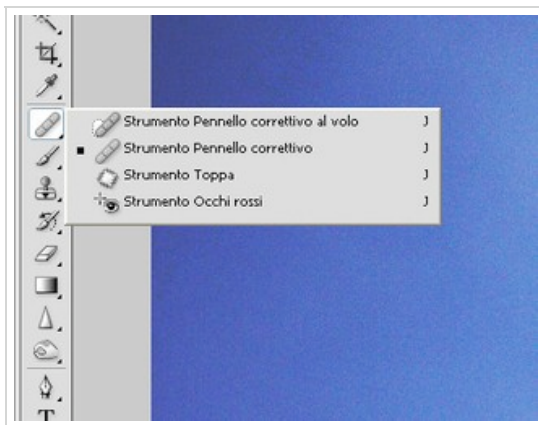 Strumento Pennello correttivo al volo J
Strumento Pennello correttivo J
Strumento Toppa J
Strumento Occhi rossi J
T